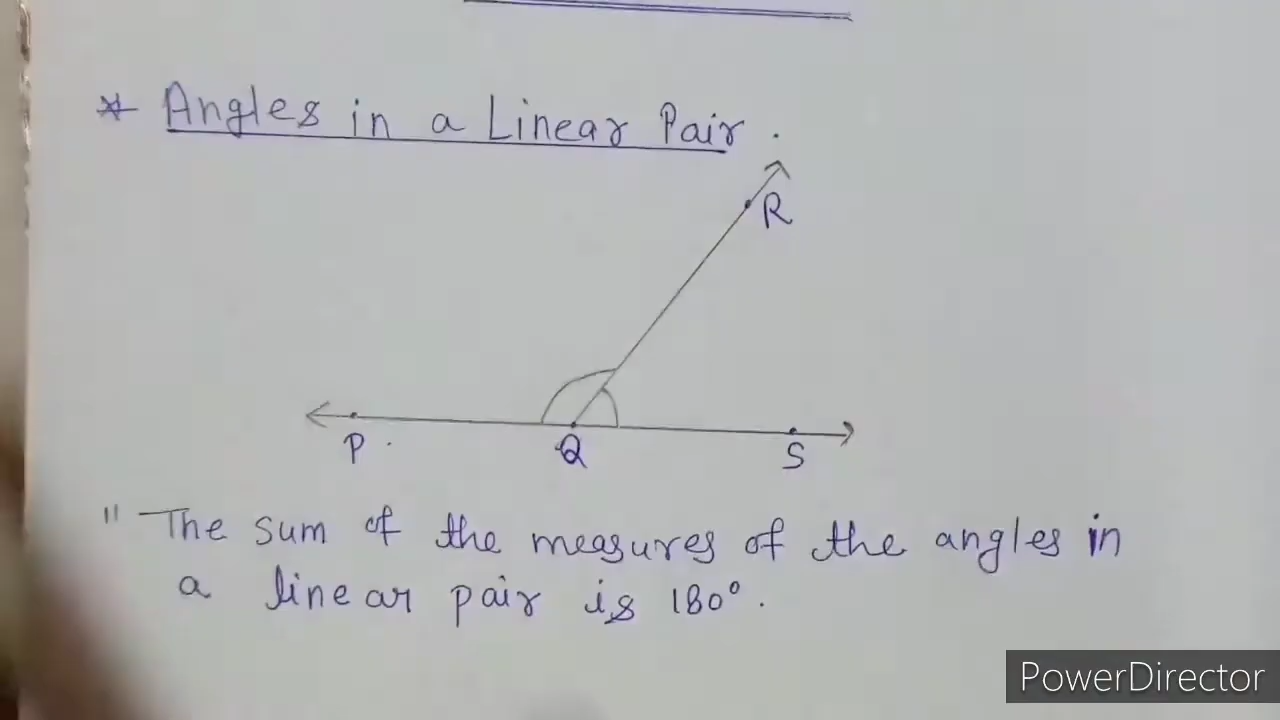 * Angles in a Linear Pair.
R
P . Q S
" The sum of the measures of the angles in
a linear pair is 180°.
PowerDirector